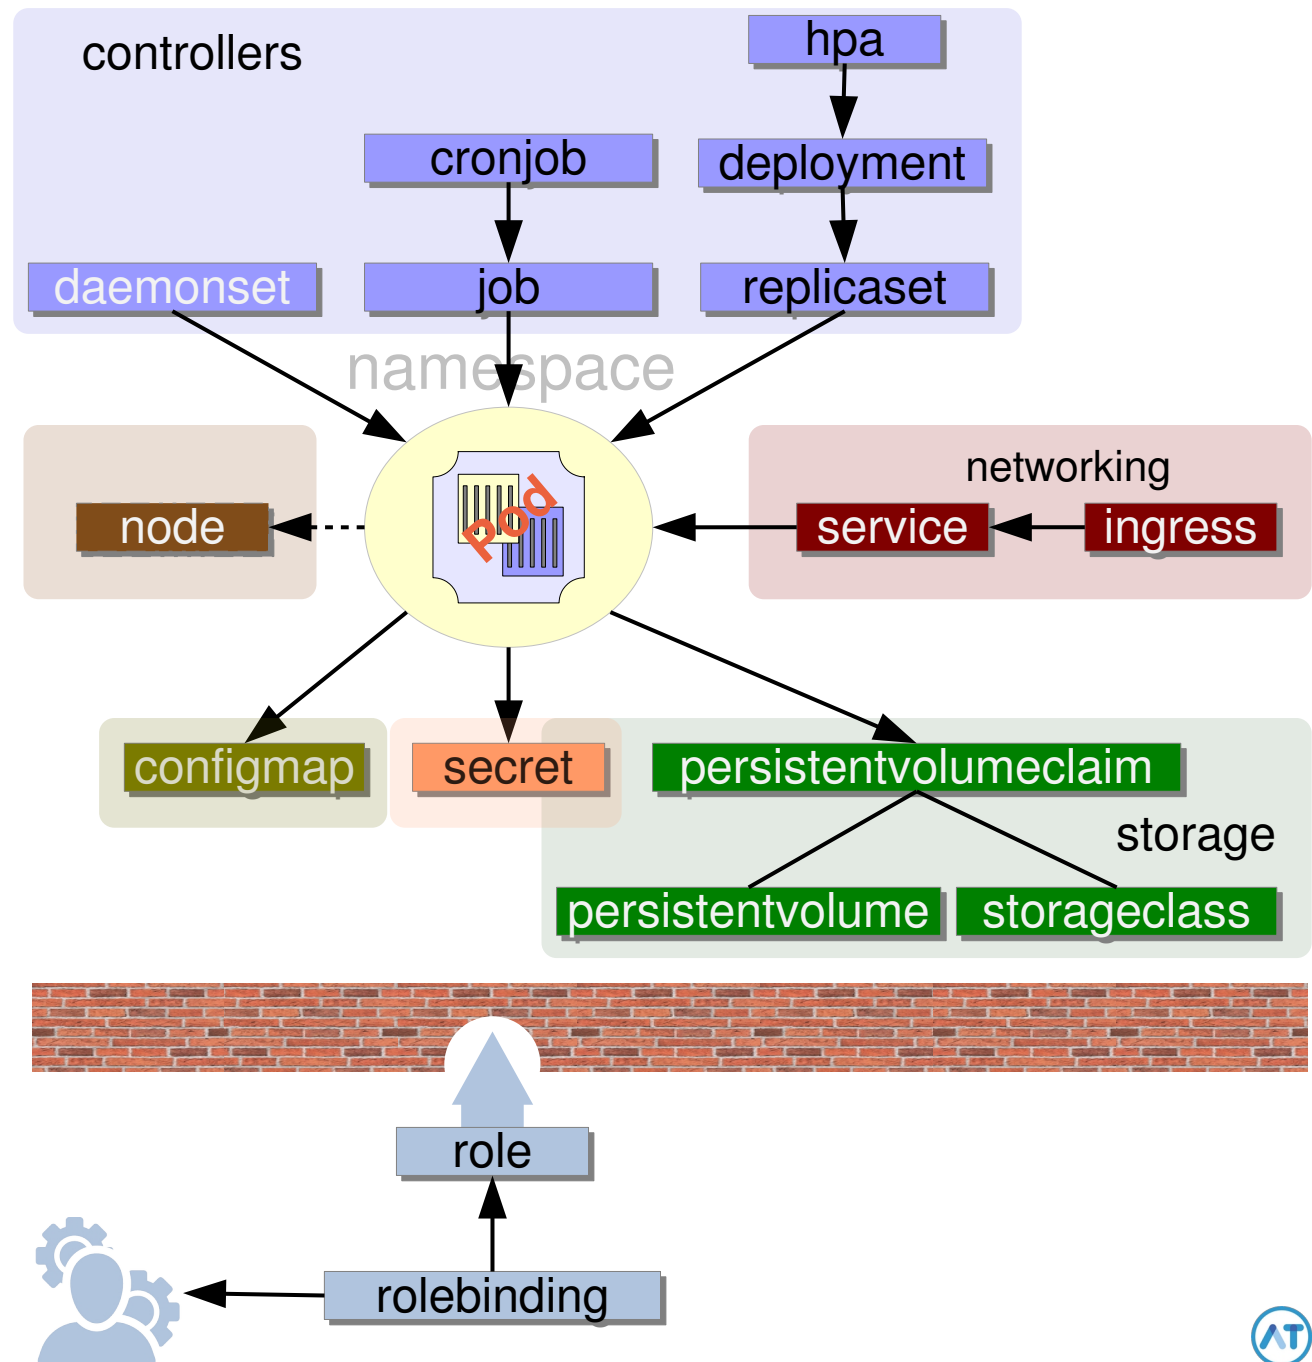 controllers
hpa
cronjob
deployment
daemonset
job
replicaset
namespace
Pod
networking
node
service
ingress
configmap
secret
persistentvolumeclaim
storage
persistentvolume
storageclass
role
rolebinding
AT